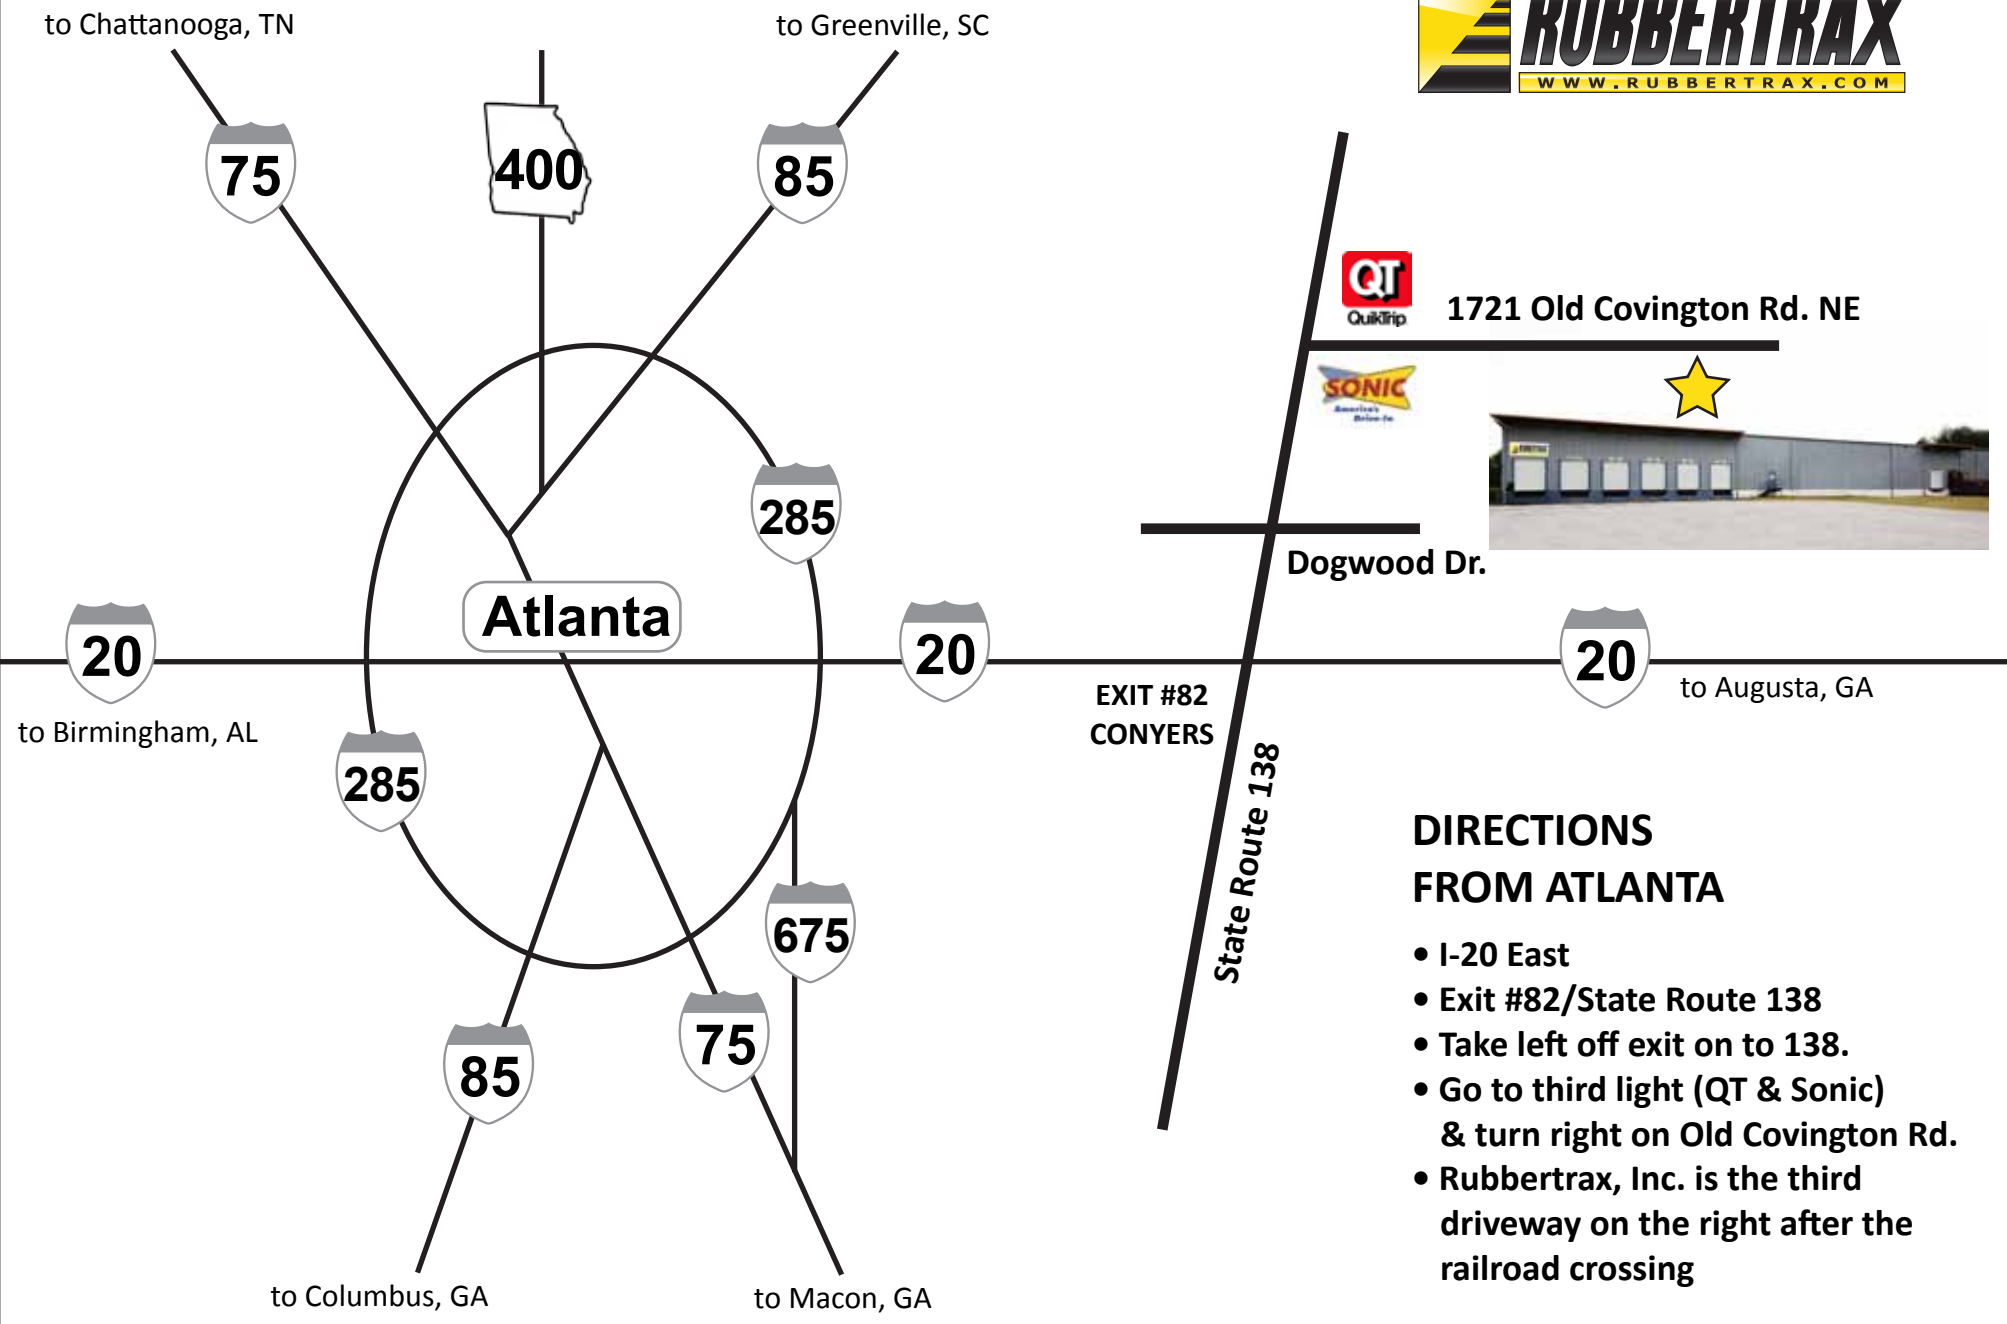 to Chattanooga, TN
to Greenville, SC
RUBBERTRAX
WWW.RUBBERTRAX.COM
75
400
85
QT
QuikTrip
1721 Old Covington Rd. NE
SONIC
America's
Drive-In
285
Dogwood Dr.
Atlanta
20
20
20
to Birmingham, AL
EXIT #82
CONYERS
to Augusta, GA
285
State Route 138
675
75
85
to Columbus, GA
to Macon, GA
DIRECTIONS
FROM ATLANTA
• I-20 East
• Exit #82/State Route 138
• Take left off exit on to 138.
• Go to third light (QT & Sonic)
& turn right on Old Covington Rd.
• Rubbertrax, Inc. is the third
driveway on the right after the
railroad crossing